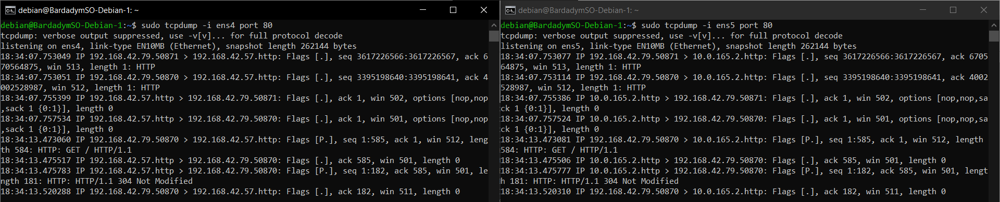 debian@BardadymSO-Debian-1: ~
debian@BardadymSO-Debian-1:~$ sudo tcpdump -i ens4 port 80
tcpdump: verbose output suppressed, use -v[v]... for full protocol decode
listening on ens4, link-type EN10MB (Ethernet), snapshot length 262144 bytes
18:34:07.753049 IP 192.168.42.79.50871 > 192.168.42.57.http: Flags [.], seq 3617226566:3617226567, ack 6
70564875, win 513, length 1: HTTP
18:34:07.753051 IP 192.168.42.79.50870 > 192.168.42.57.http: Flags [.], seq 3395198640:3395198641, ack 4
002528987, win 512, length 1: HTTP
18:34:07.755399 IP 192.168.42.57.http > 192.168.42.79.50871: Flags [.], ack 1, win 502, options [nop,nop
,sack 1 {0:1}], length 0
18:34:07.757534 IP 192.168.42.57.http > 192.168.42.79.50870: Flags [.], ack 1, win 501, options [nop,nop
,sack 1 {0:1}], length 0
18:34:13.473060 IP 192.168.42.79.50870 > 192.168.42.57.http: Flags [P.], seq 1:585, ack 1, win 512, leng
th 584: HTTP: GET / HTTP/1.1
18:34:13.475517 IP 192.168.42.57.http > 192.168.42.79.50870: Flags [.], ack 585, win 501, length 0
18:34:13.475783 IP 192.168.42.57.http > 192.168.42.79.50870: Flags [P.], seq 1:182, ack 585, win 501, le
ngth 181: HTTP: HTTP/1.1 304 Not Modified
18:34:13.520288 IP 192.168.42.79.50870 > 192.168.42.57.http: Flags [.], ack 182, win 511, length 0
debian@BardadymSO-Debian-1: ~
debian@BardadymSO-Debian-1:~$ sudo tcpdump -i ens5 port 80
tcpdump: verbose output suppressed, use -v[v]... for full protocol decode
listening on ens5, link-type EN10MB (Ethernet), snapshot length 262144 bytes
18:34:07.753077 IP 192.168.42.79.50871 > 10.0.165.2.http: Flags [.], seq 3617226566:3617226567, ack 6705
64875, win 513, length 1: HTTP
18:34:07.753114 IP 192.168.42.79.50870 > 10.0.165.2.http: Flags [.], seq 3395198640:3395198641, ack 4002
528987, win 512, length 1: HTTP
18:34:07.755386 IP 10.0.165.2.http > 192.168.42.79.50871: Flags [.], ack 1, win 502, options [nop,nop,sa
ck 1 {0:1}], length 0
18:34:07.757524 IP 10.0.165.2.http > 192.168.42.79.50870: Flags [.], ack 1, win 501, options [nop,nop,sa
ck 1 {0:1}], length 0
18:34:13.473081 IP 192.168.42.79.50870 > 10.0.165.2.http: Flags [P.], seq 1:585, ack 1, win 512, length
584: HTTP: GET / HTTP/1.1
18:34:13.475506 IP 10.0.165.2.http > 192.168.42.79.50870: Flags [.], ack 585, win 501, length 0
18:34:13.475777 IP 10.0.165.2.http > 192.168.42.79.50870: Flags [P.], seq 1:182, ack 585, win 501, lengt
h 181: HTTP: HTTP/1.1 304 Not Modified
18:34:13.520310 IP 192.168.42.79.50870 > 10.0.165.2.http: Flags [.], ack 182, win 511, length 0